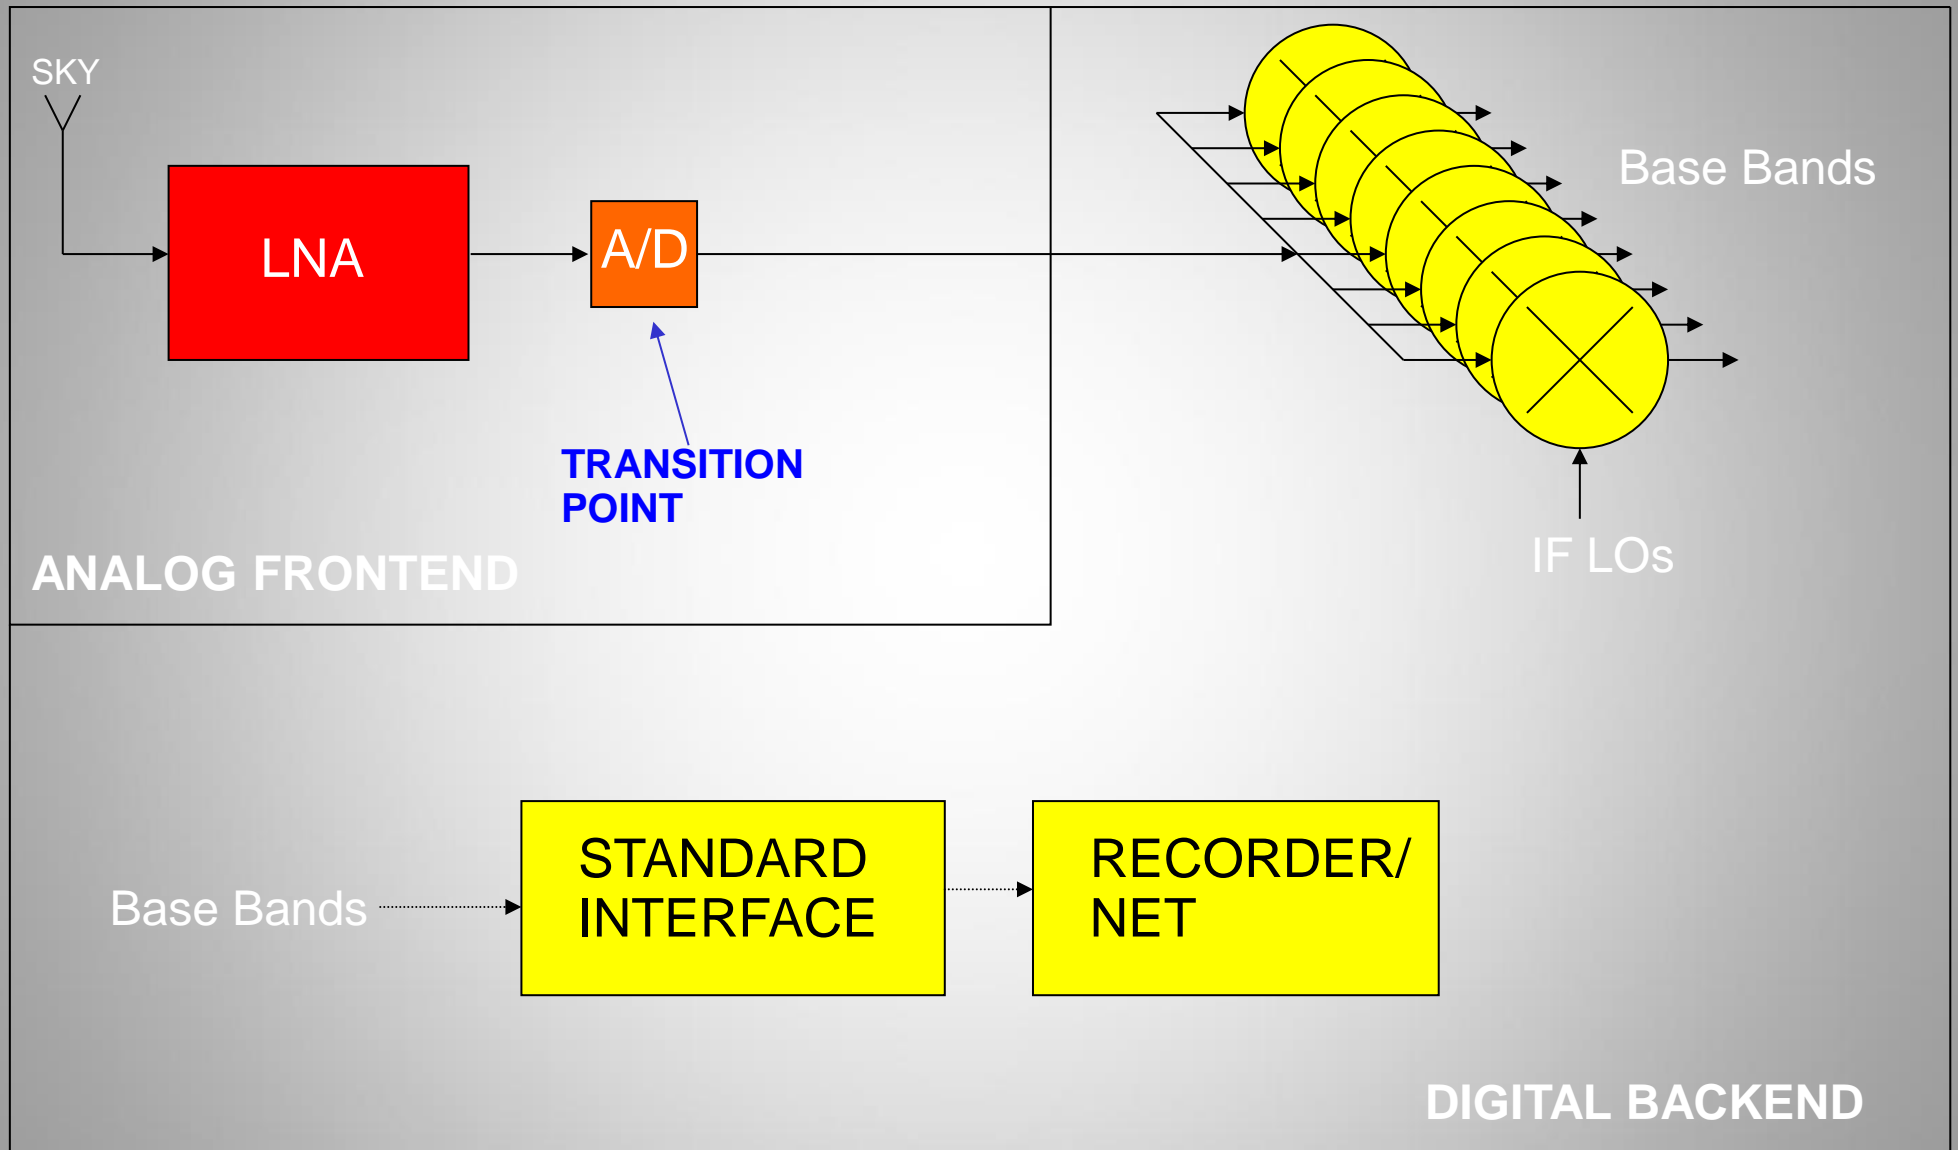 SKY
LNA
A/D
Base Bands
TRANSITION
POINT
ANALOG FRONTEND
IF LOs
STANDARD
INTERFACE
RECORDER/
NET
Base Bands
DIGITAL BACKEND